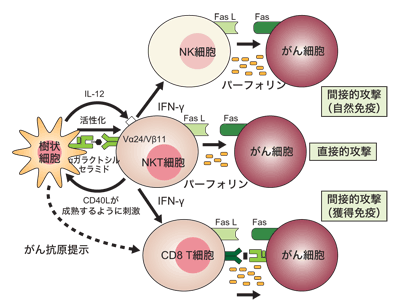 Fas L
Fas
NK細胞
がん細胞
IL-12
IFN-γ
パーフォリン
間接的攻撃
(自然免疫)
活性化
Vα24/Vβ11
Fas L
Fas
樹状
細胞
αガラクトシル
セラミド
NKT細胞
がん細胞
直接的攻撃
パーフォリン
CD40Lが
成熟するように刺激
IFN-γ
間接的攻撃
(獲得免疫)
Fas L
Fas
がん抗原提示
CD8 T細胞
がん細胞